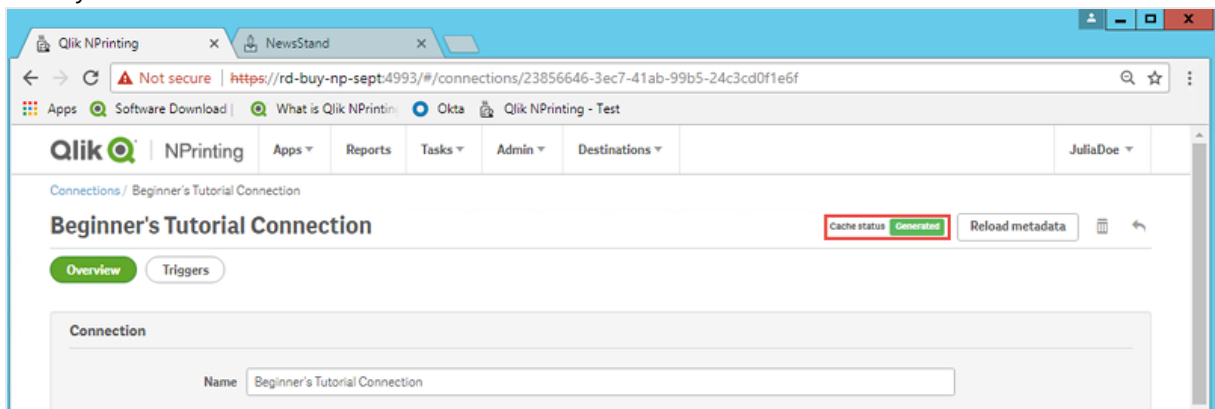 Qlik NPrinting
NewsStand
Not secure | https://rd-buy-np-sept:4993/#/connections/23856646-3ec7-41ab-99b5-24c3cd0f1e6f
Apps Software Download | What is Qlik NPrinting Okta Qlik NPrinting - Test
Qlik NPrinting Apps Reports Tasks Admin Destinations JuliaDoe
Connections / Beginner's Tutorial Connection
Beginner's Tutorial Connection Cache status Generated Reload metadata
Overview Triggers
Connection
Name Beginner's Tutorial Connection